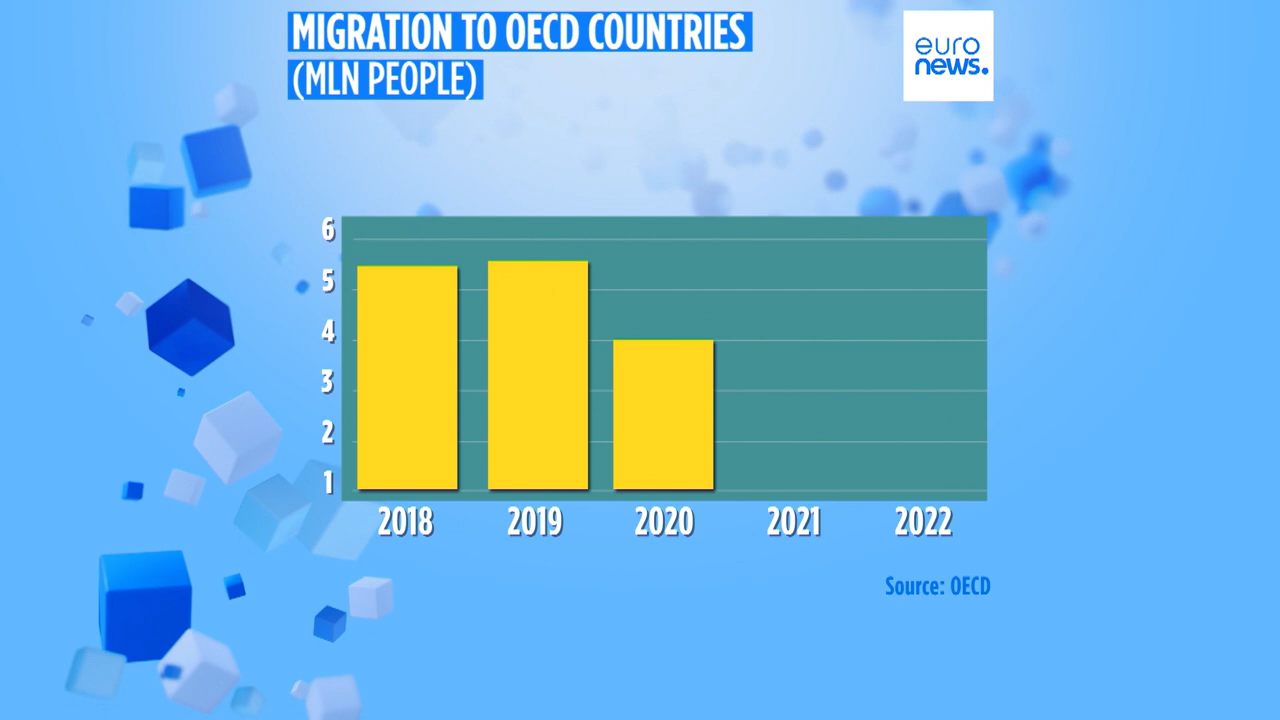 MIGRATION TO OECD COUNTRIES
(MLN PEOPLE)
euro
news.
6
5
4
3
2
1
2018 2019 2020 2021 2022
Source: OECD